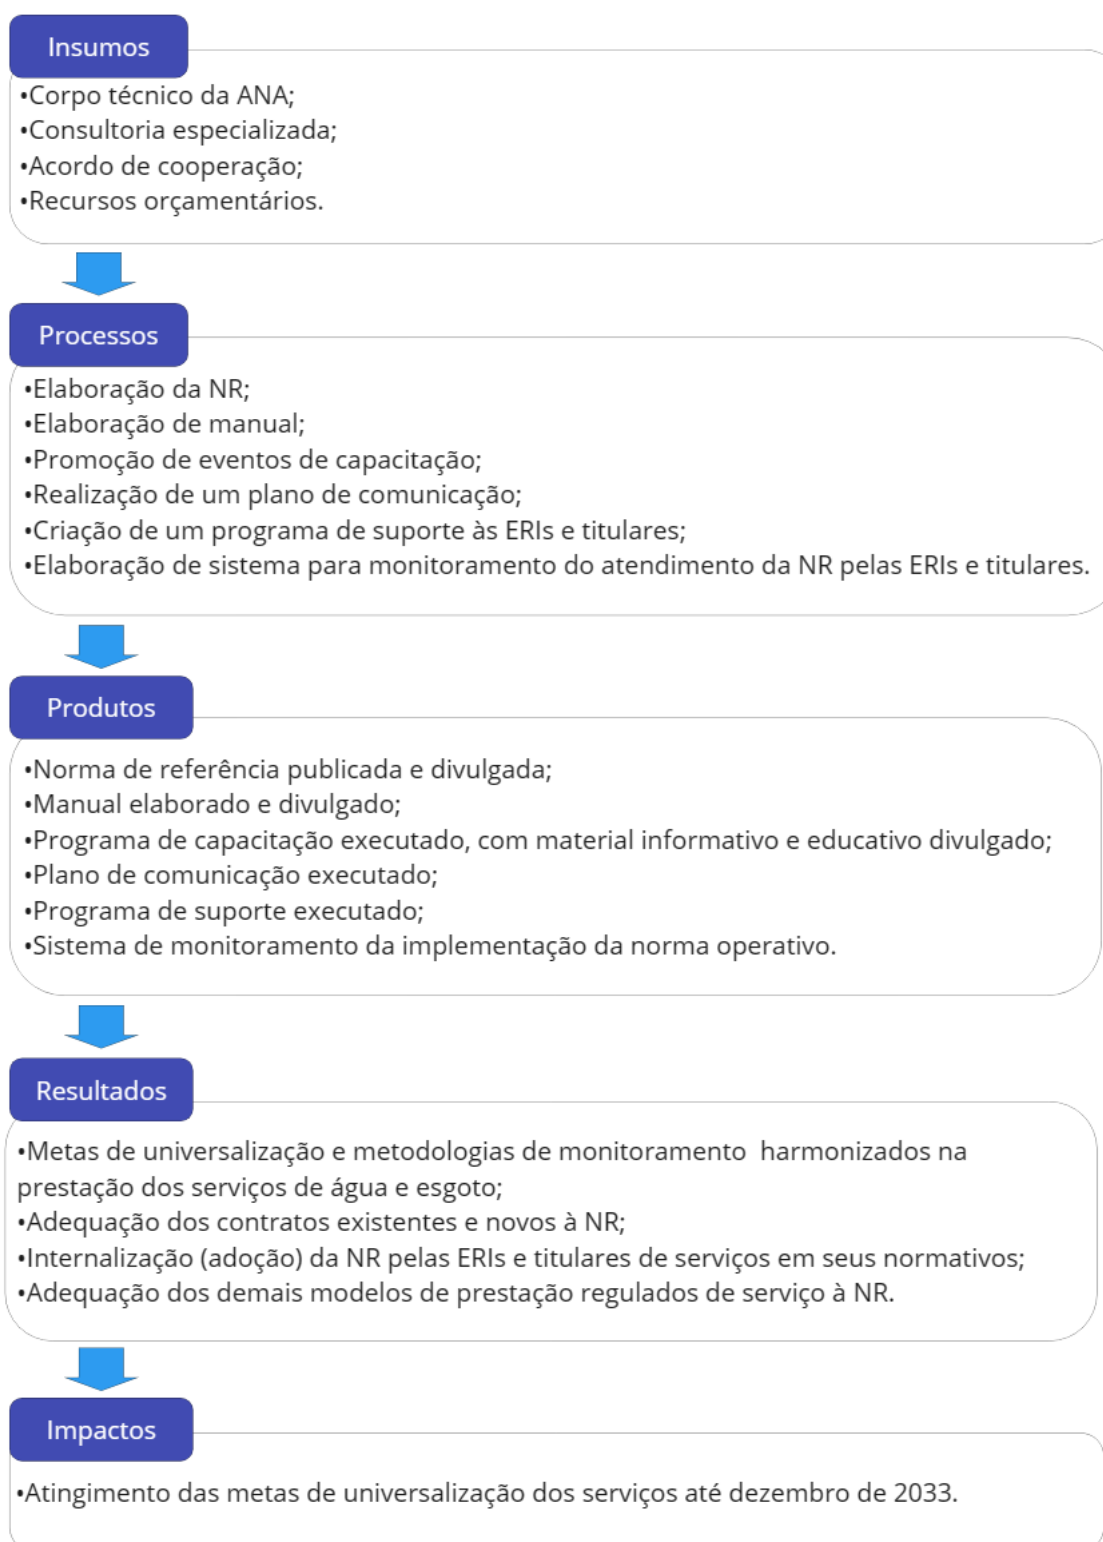 Insumos
•Corpo técnico da ANA;
•Consultoria especializada;
•Acordo de cooperação;
•Recursos orçamentários.
Processos
•Elaboração da NR;
•Elaboração de manual;
•Promoção de eventos de capacitação;
•Realização de um plano de comunicação;
•Criação de um programa de suporte às ERIs e titulares;
•Elaboração de sistema para monitoramento do atendimento da NR pelas ERIs e titulares.
Produtos
•Norma de referência publicada e divulgada;
•Manual elaborado e divulgado;
•Programa de capacitação executado, com material informativo e educativo divulgado;
•Plano de comunicação executado;
•Programa de suporte executado;
•Sistema de monitoramento da implementação da norma operativo.
Resultados
•Metas de universalização e metodologias de monitoramento  harmonizados na
prestação dos serviços de água e esgoto;
•Adequação dos contratos existentes e novos à NR;
•Internalização (adoção) da NR pelas ERIs e titulares de serviços em seus normativos;
•Adequação dos demais modelos de prestação regulados de serviço à NR.
Impactos
•Atingimento das metas de universalização dos serviços até dezembro de 2033.